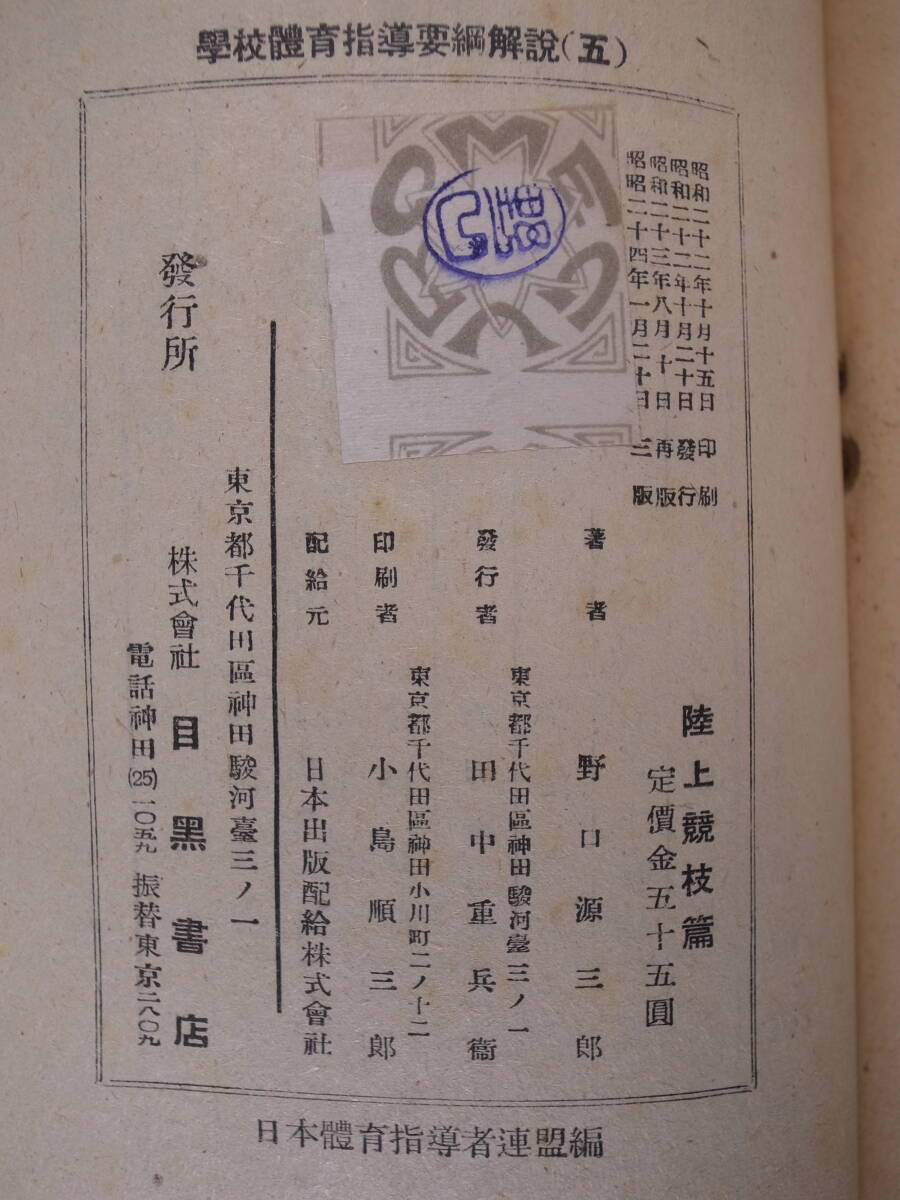 學校體育指導要綱解說(五)
昭和二十二年十月十五日 印刷
昭和二十二年十月二十日 發行
昭和二十三年八月 十日 再版
昭昭二十四年一月二十日 三版
陸上競技篇
定價金五十五圓
著者 野口源三郎
東京都千代田區神田駿河臺三ノ一
發行者 田中重兵衞
東京都千代田區神田小川町二ノ十二
印刷者 小島順三郎
配給元 日本出版配給株式會社
東京都千代田區神田駿河臺三ノ一
發行所 株式會社 目黑書店
電話神田(25)一〇五九 振替東京二八〇九
日本體育指導者連盟編